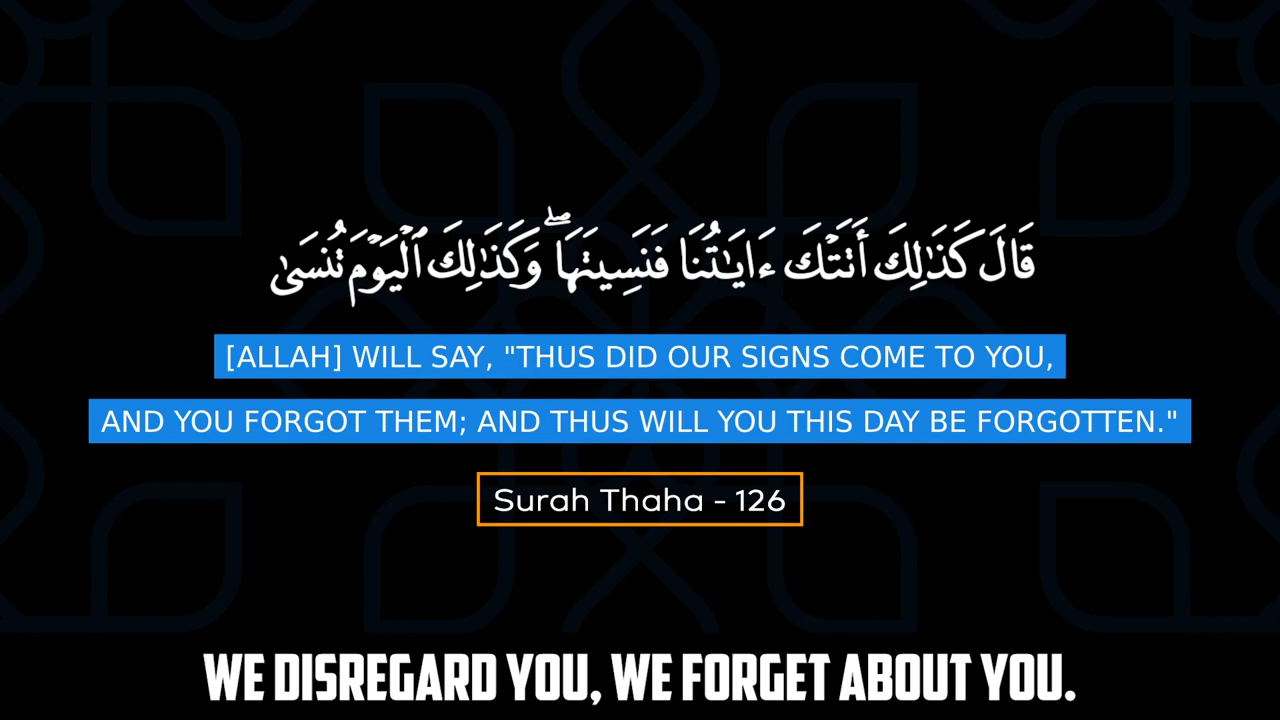 قَالَ كَذَٰلِكَ أَتَتْكَ ءَايَـٰتُنَا فَنَسِيتَهَا ۖ وَكَذَٰلِكَ ٱلْيَوْمَ تُنسَىٰ
[ALLAH] WILL SAY, "THUS DID OUR SIGNS COME TO YOU,
AND YOU FORGOT THEM; AND THUS WILL YOU THIS DAY BE FORGOTTEN."
Surah Thaha - 126
WE DISREGARD YOU, WE FORGET ABOUT YOU.